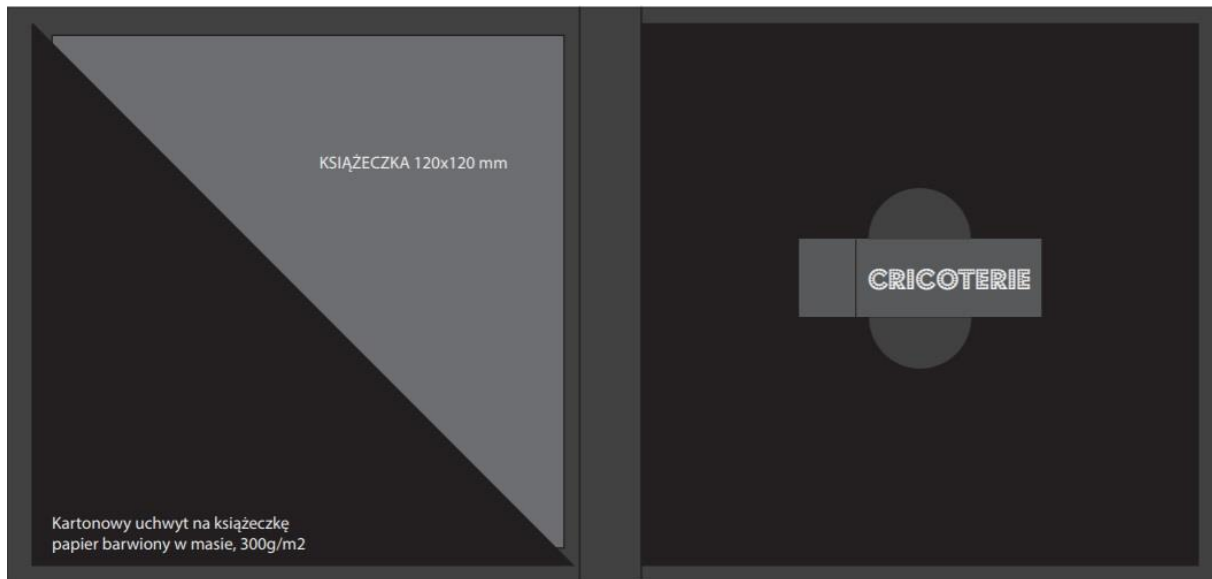 KSIĄŻECZKA 120x120 mm
CRICOTERIE
Kartonowy uchwyt na książeczkę
papier barwiony w masie, 300g/m2